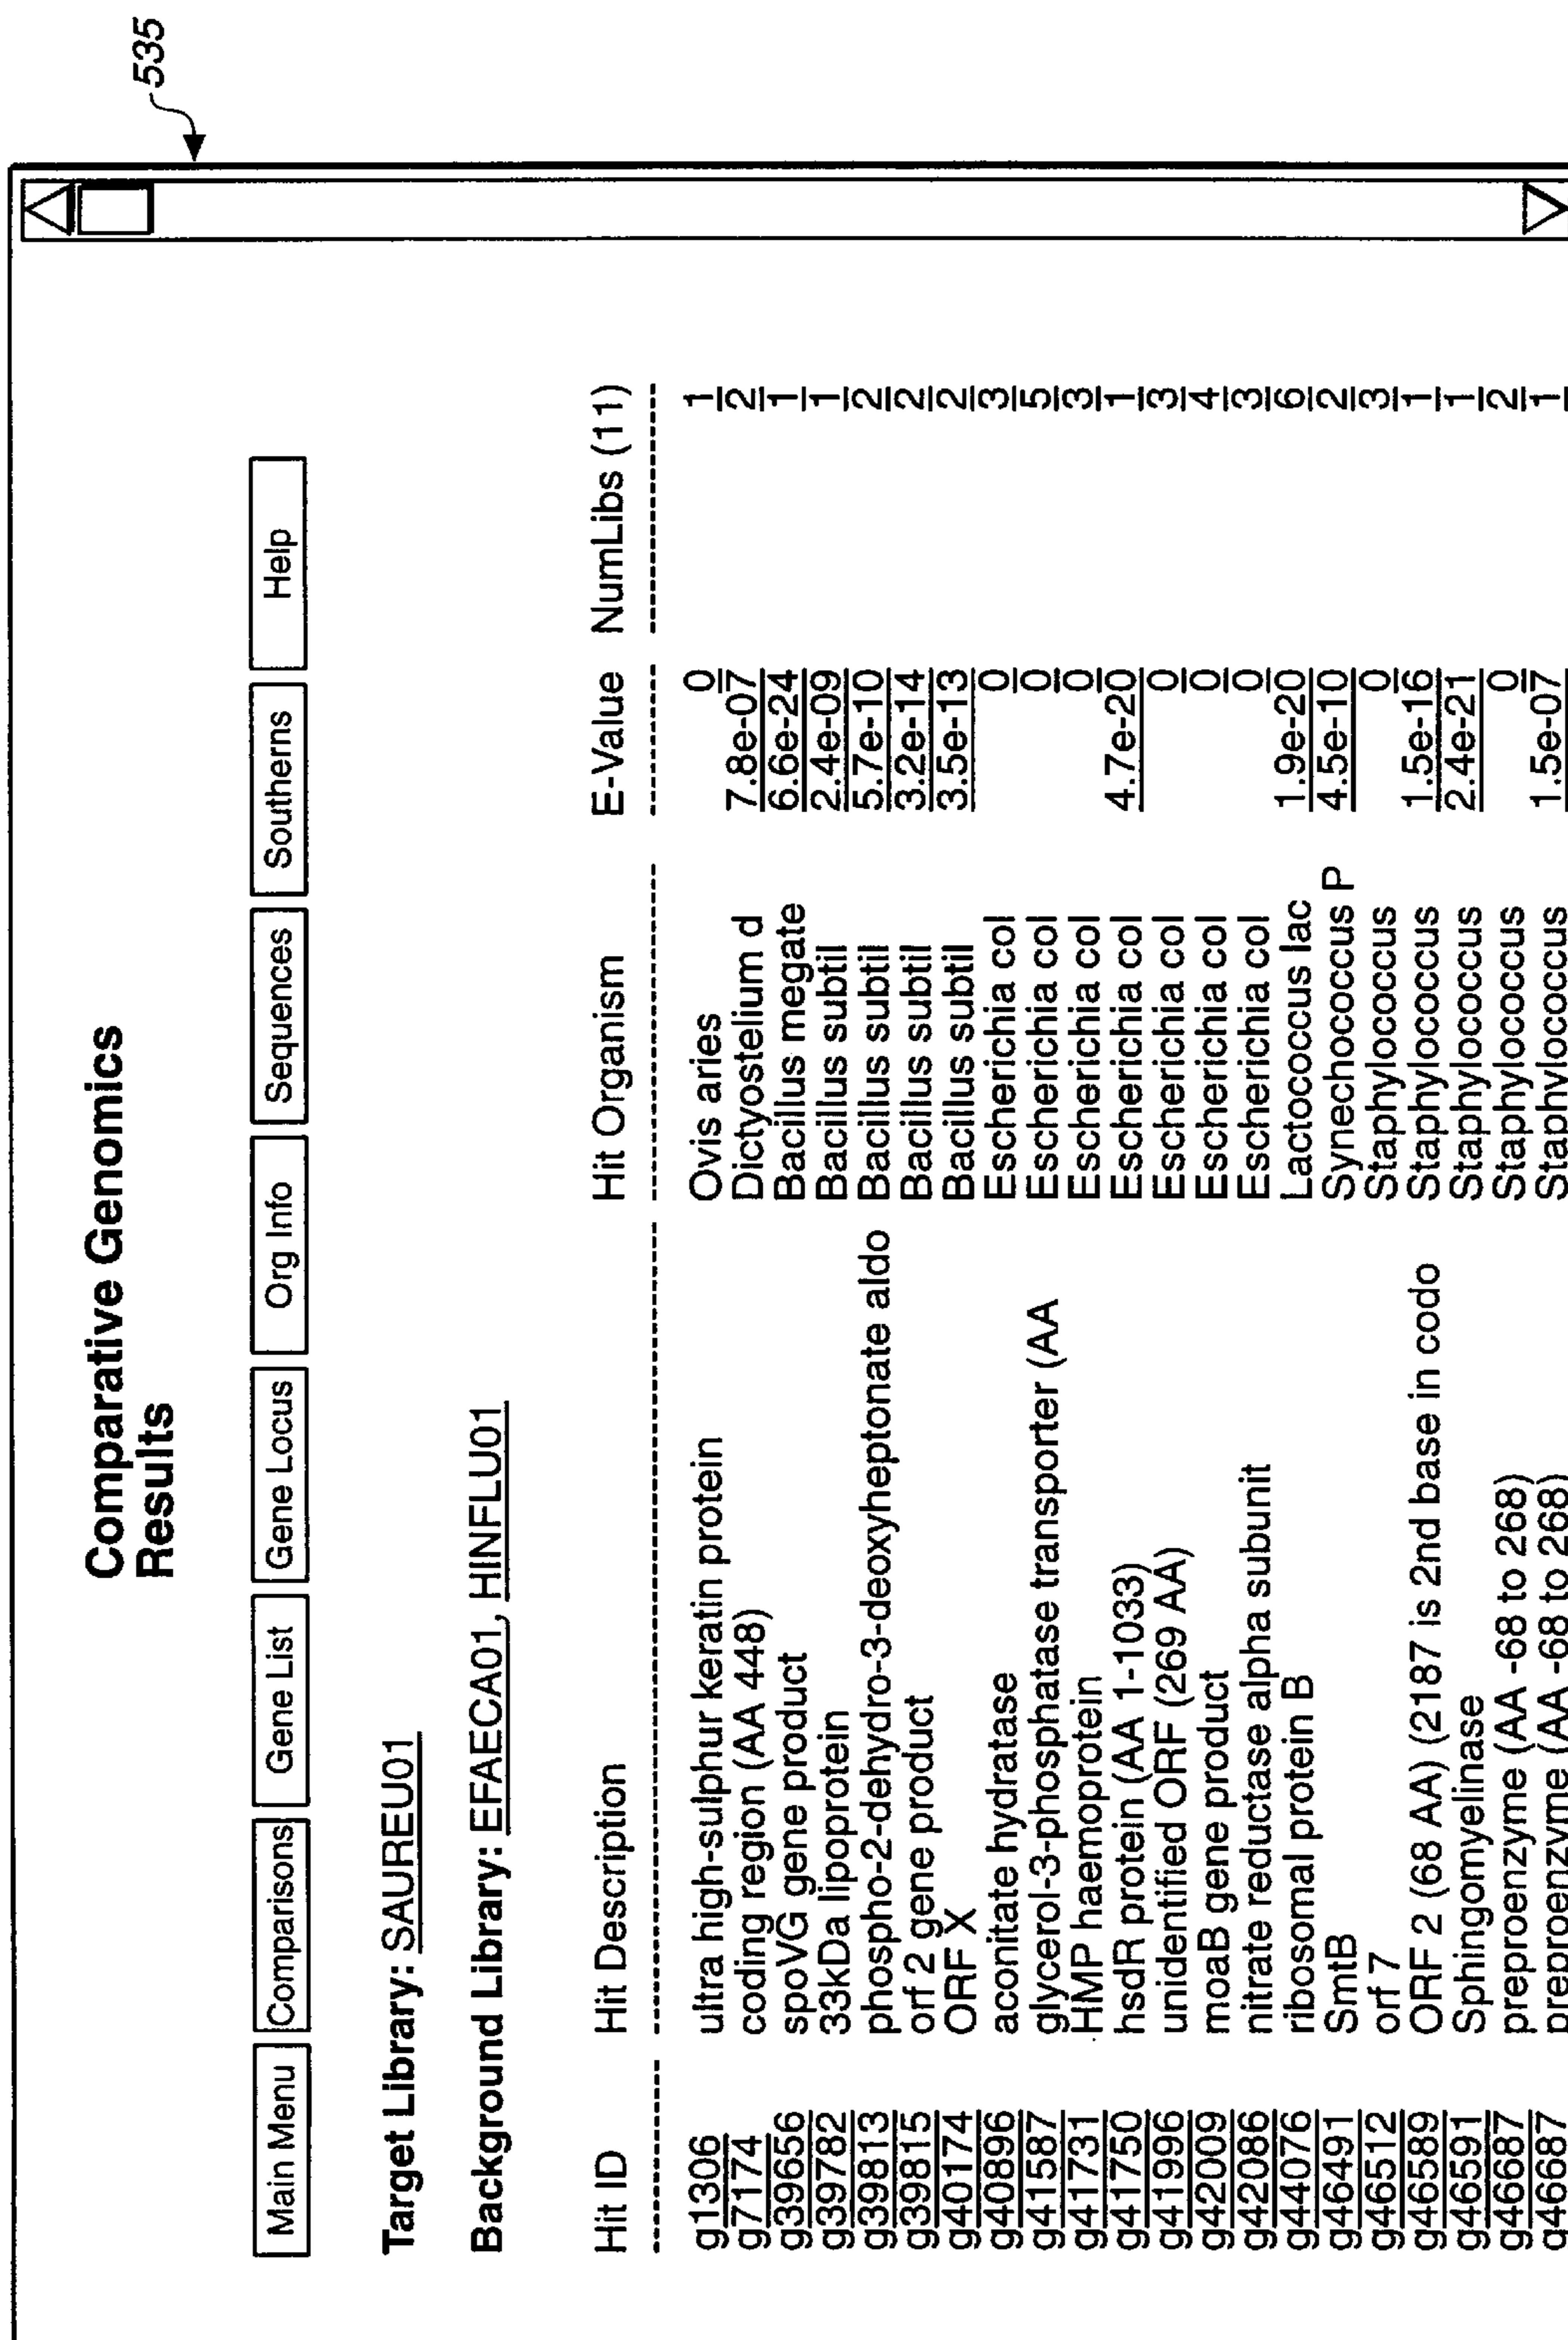 535
Comparative Genomics
Results
Main Menu Comparisons Gene List Gene Locus Org Info Sequences Southerns Help
Target Library: SAUREU01
Background Library: EFAECA01, HINFLU01
Hit ID Hit Description Hit Organism E-Value NumLibs (11)
g1306 ultra high-sulphur keratin protein Ovis aries 0 1
g7174 coding region (AA 448) Dictyostelium d 7.8e-07 2
g39656 spoVG gene product Bacillus megate 6.6e-24 1
g39782 33kDa lipoprotein Bacillus subtil 2.4e-09 1
g39813 phospho-2-dehydro-3-deoxyheptonate aldo Bacillus subtil 5.7e-10 2
g39815 orf 2 gene product Bacillus subtil 3.2e-14 2
g40174 ORF X Bacillus subtil 3.5e-13 2
g40896 aconitate hydratase Escherichia col 0 3
g41587 glycerol-3-phosphatase transporter (AA Escherichia col 0 5
g41731 HMP haemoprotein Escherichia col 0 3
g41750 hsdR protein (AA 1-1033) Escherichia col 4.7e-20 1
g41996 unidentified ORF (269 AA) Escherichia col 0 3
g42009 moaB gene product Escherichia col 0 4
g42086 nitrate reductase alpha subunit Escherichia col 0 3
g44076 ribosomal protein B Lactococcus lac 1.9e-20 6
g46491 SmtB Synechococcus P 4.5e-10 2
g46512 orf 7 Staphylococcus 0 3
g46589 ORF 2 (68 AA) (2187 is 2nd base in codo Staphylococcus 1.5e-16 1
g46591 Sphingomyelinase Staphylococcus 2.4e-21 1
g46687 preproenzyme (AA -68 to 268) Staphylococcus 0 2
g46687 preproenzyme (AA -68 to 268) Staphylococcus 1.5e-07 1